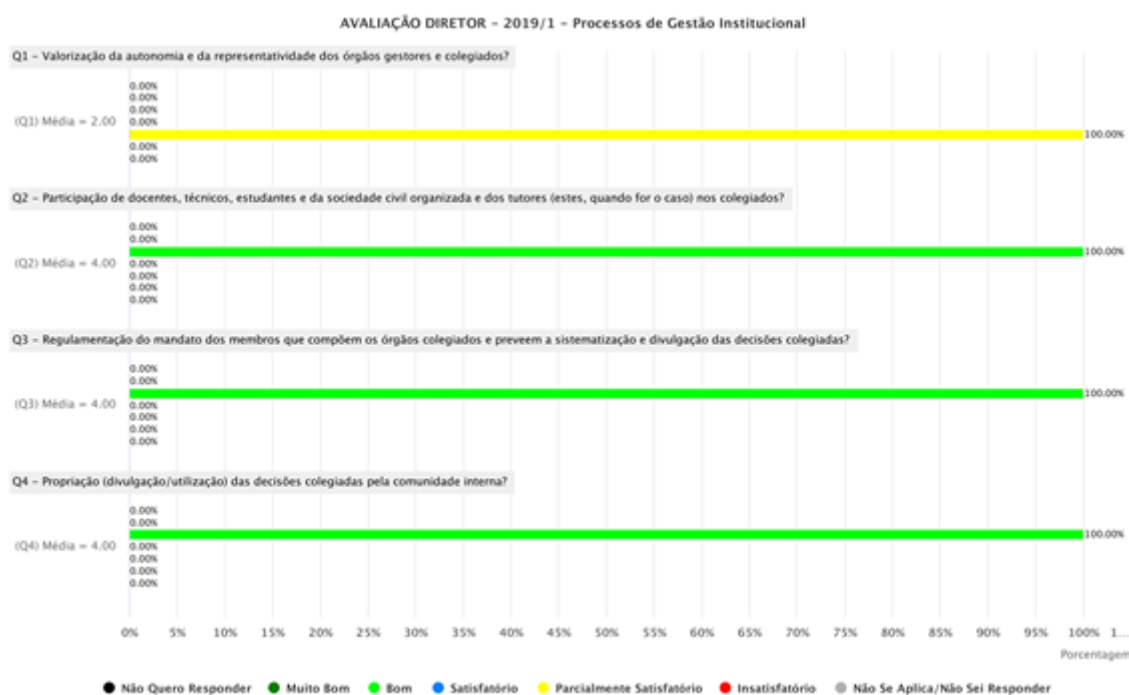 AVALIAÇÃO DIRETOR - 2019/1 - Processos de Gestão Institucional
Q1 - Valorização da autonomia e da representatividade dos órgãos gestores e colegiados?
0.00%
0.00%
0.00%
(Q1) Média = 2.00 0.00%
100.00%
0.00%
0.00%
Q2 - Participação de docentes, técnicos, estudantes e da sociedade civil organizada e dos tutores (estes, quando for o caso) nos colegiados?
0.00%
0.00%
100.00%
(Q2) Média = 4.00 0.00%
0.00%
0.00%
0.00%
Q3 - Regulamentação do mandato dos membros que compõem os órgãos colegiados e preveem a sistematização e divulgação das decisões colegiadas?
0.00%
0.00%
100.00%
(Q3) Média = 4.00 0.00%
0.00%
0.00%
0.00%
Q4 - Propriação (divulgação/utilização) das decisões colegiadas pela comunidade interna?
0.00%
0.00%
100.00%
(Q4) Média = 4.00 0.00%
0.00%
0.00%
0.00%
0% 5% 10% 15% 20% 25% 30% 35% 40% 45% 50% 55% 60% 65% 70% 75% 80% 85% 90% 95% 100% 1...
Porcentagem
Não Quero Responder Muito Bom Bom Satisfatório Parcialmente Satisfatório Insatisfatório Não Se Aplica/Não Sei Responder